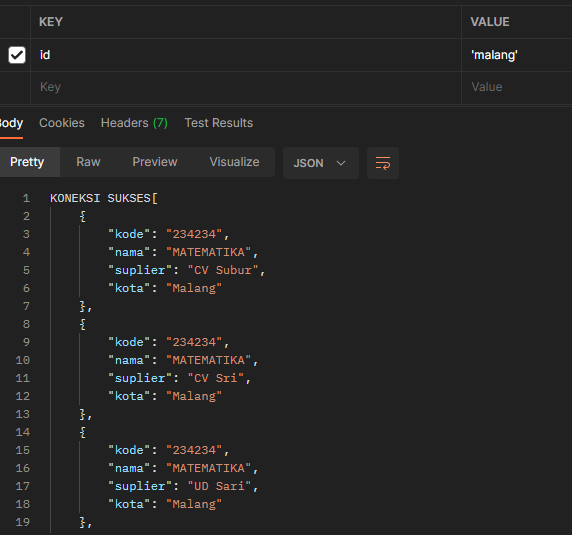 KEY VALUE
id 'malang'
Key Value
Body Cookies Headers (7) Test Results
Pretty Raw Preview Visualize JSON
1 KONEKSI SUKSES[
2 {
3 "kode": "234234",
4 "nama": "MATEMATIKA",
5 "suplier": "CV Subur",
6 "kota": "Malang"
7 },
8 {
9 "kode": "234234",
10 "nama": "MATEMATIKA",
11 "suplier": "CV Sri",
12 "kota": "Malang"
13 },
14 {
15 "kode": "234234",
16 "nama": "MATEMATIKA",
17 "suplier": "UD Sari",
18 "kota": "Malang"
19 },